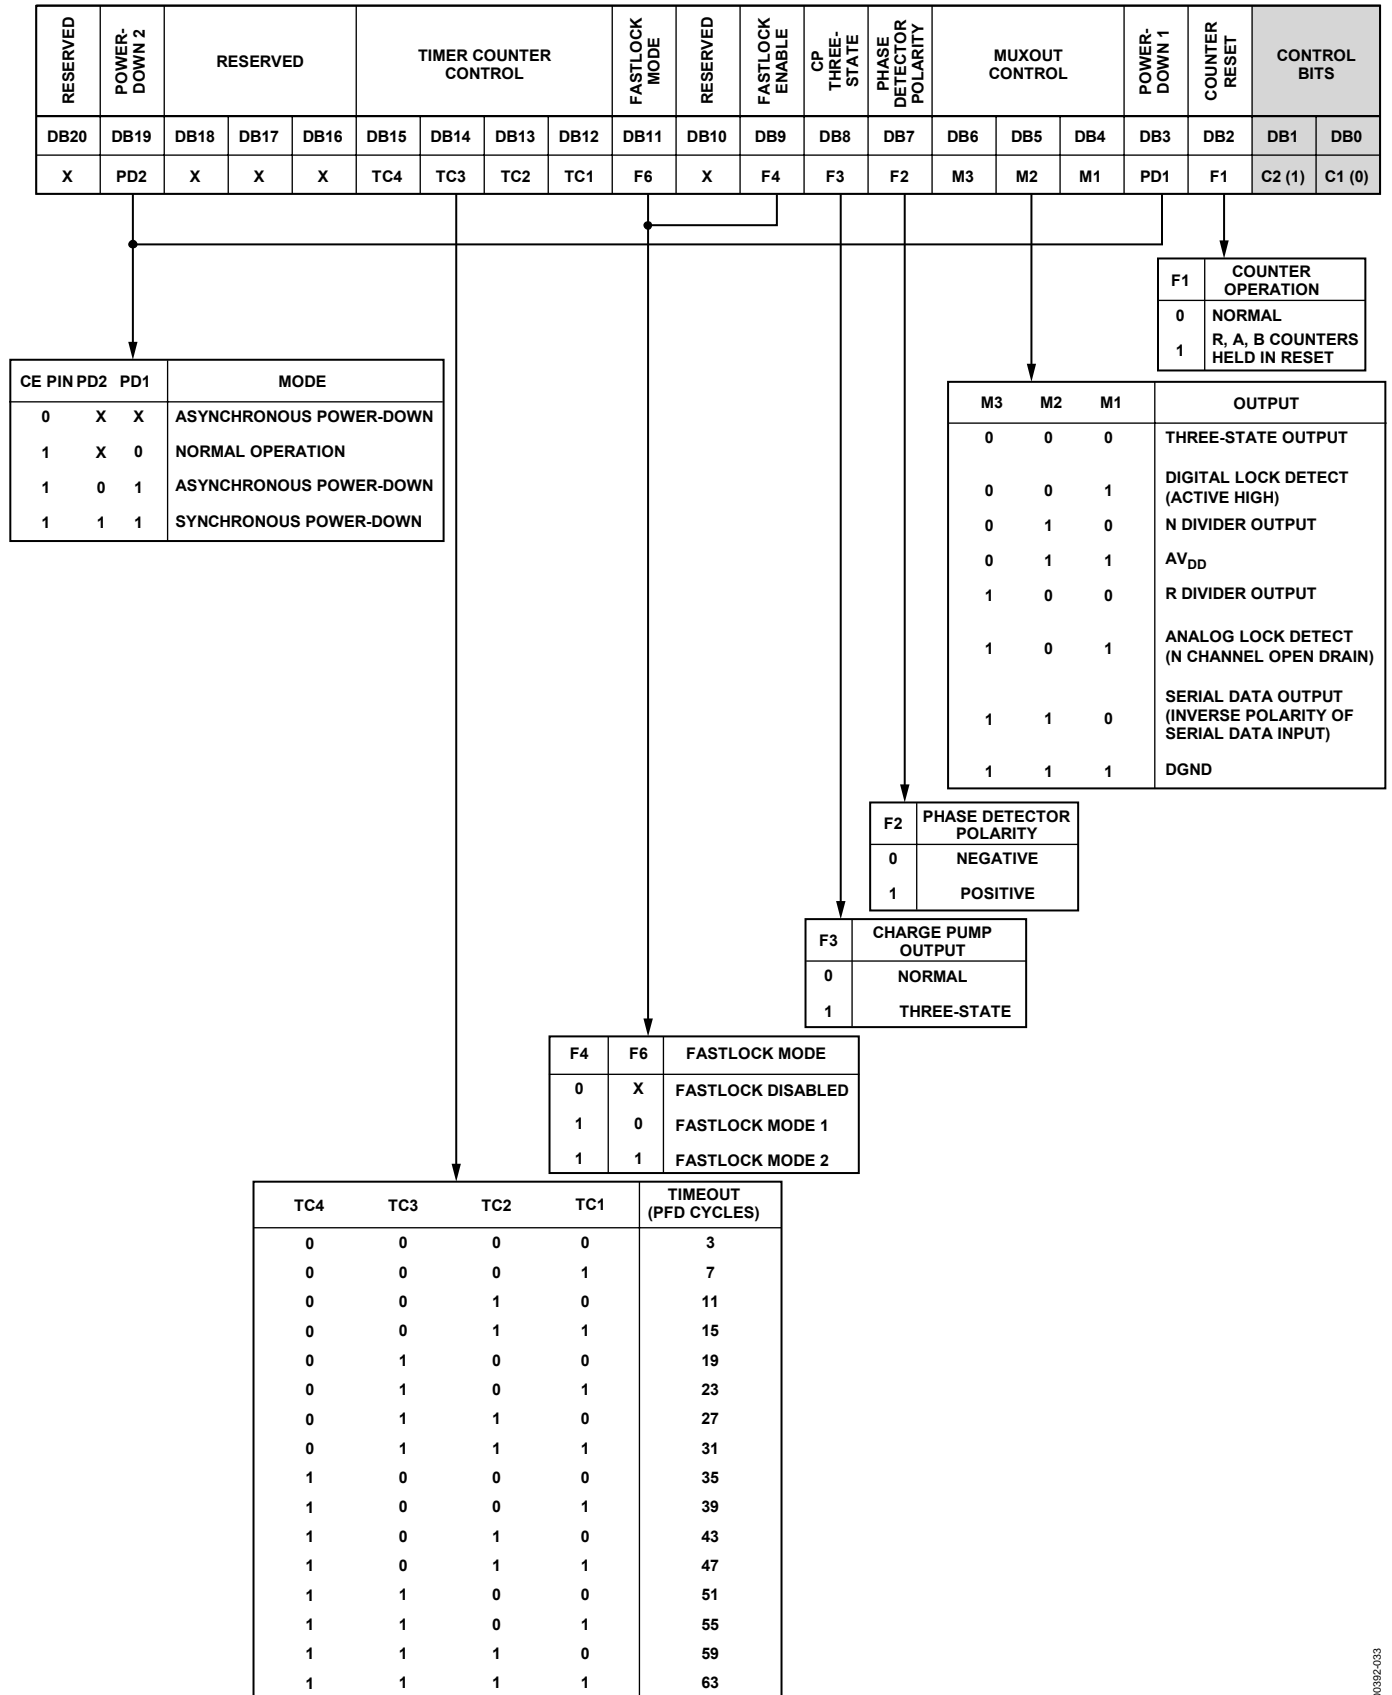 RESERVED
POWER-
DOWN 2
RESERVED
TIMER COUNTER
CONTROL
FASTLOCK
MODE
RESERVED
FASTLOCK
ENABLE
CP
THREE-
STATE
PHASE
DETECTOR
POLARITY
MUXOUT
CONTROL
POWER-
DOWN 1
COUNTER
RESET
CONTROL
BITS
DB20 DB19 DB18 DB17 DB16 DB15 DB14 DB13 DB12 DB11 DB10 DB9 DB8 DB7 DB6 DB5 DB4 DB3 DB2 DB1 DB0
X PD2 X X X TC4 TC3 TC2 TC1 F6 X F4 F3 F2 M3 M2 M1 PD1 F1 C2 (1) C1 (0)
F1 COUNTER
OPERATION
0 NORMAL
1 R, A, B COUNTERS
HELD IN RESET
CE PIN PD2 PD1 MODE
0 X X ASYNCHRONOUS POWER-DOWN
1 X 0 NORMAL OPERATION
1 0 1 ASYNCHRONOUS POWER-DOWN
1 1 1 SYNCHRONOUS POWER-DOWN
M3 M2 M1 OUTPUT
0 0 0 THREE-STATE OUTPUT
0 0 1 DIGITAL LOCK DETECT
(ACTIVE HIGH)
0 1 0 N DIVIDER OUTPUT
0 1 1 AVDD
1 0 0 R DIVIDER OUTPUT
1 0 1 ANALOG LOCK DETECT
(N CHANNEL OPEN DRAIN)
1 1 0 SERIAL DATA OUTPUT
(INVERSE POLARITY OF
SERIAL DATA INPUT)
1 1 1 DGND
F2 PHASE DETECTOR
POLARITY
0 NEGATIVE
1 POSITIVE
F3 CHARGE PUMP
OUTPUT
0 NORMAL
1 THREE-STATE
F4 F6 FASTLOCK MODE
0 X FASTLOCK DISABLED
1 0 FASTLOCK MODE 1
1 1 FASTLOCK MODE 2
TC4 TC3 TC2 TC1 TIMEOUT
(PFD CYCLES)
0 0 0 0 3
0 0 0 1 7
0 0 1 0 11
0 0 1 1 15
0 1 0 0 19
0 1 0 1 23
0 1 1 0 27
0 1 1 1 31
1 0 0 0 35
1 0 0 1 39
1 0 1 0 43
1 0 1 1 47
1 1 0 0 51
1 1 0 1 55
1 1 1 0 59
1 1 1 1 63